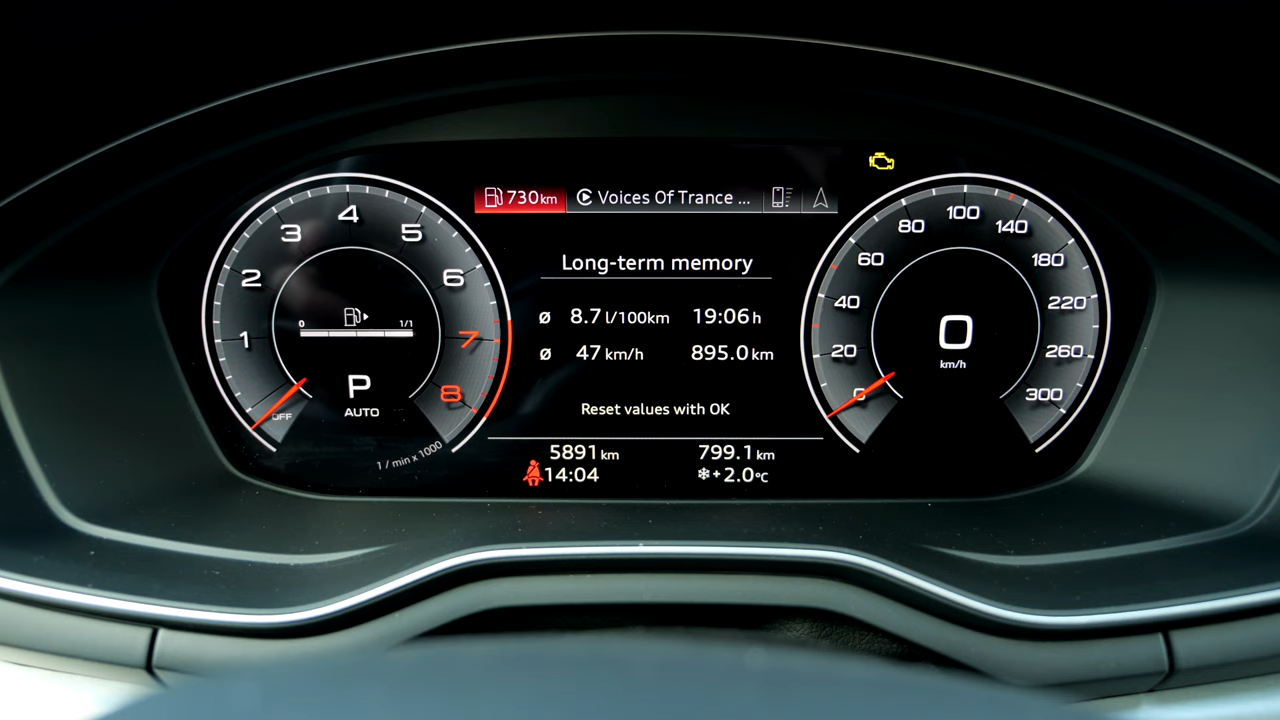 730km Voices Of Trance ...
Long-term memory
ø 8.7 l/100km 19:06 h
ø 47 km/h 895.0 km
Reset values with OK
5891 km 799.1 km
14:04 +2.0°C
OFF 1 2 3 4 5 6 7 8
0 1/1
P
AUTO
1 / min x 1000
0 20 40 60 80 100 140 180 220 260 300
0
km/h